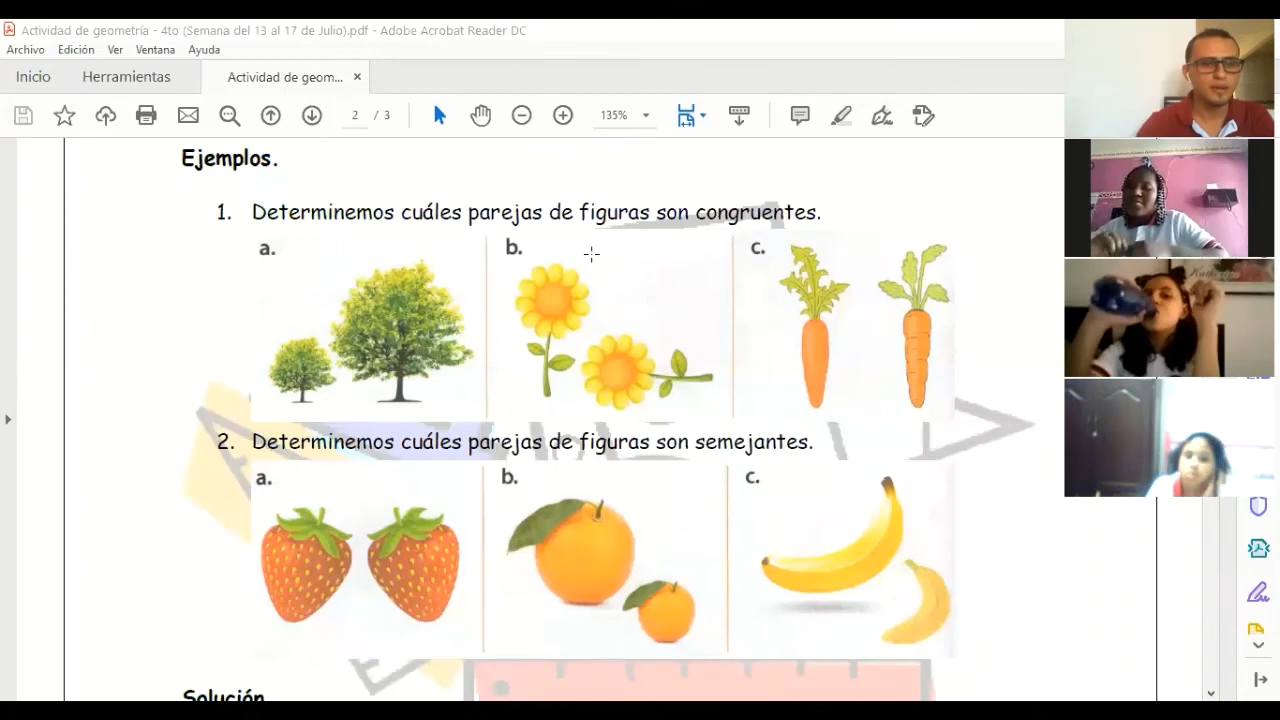 Actividad de geometría - 4to (Semana del 13 al 17 de Julio).pdf - Adobe Acrobat Reader DC
Archivo Edición Ver Ventana Ayuda
Inicio Herramientas Actividad de geom... ×
2 / 3 135%
Ejemplos.
1. Determinemos cuáles parejas de figuras son congruentes.
a. b. c.
2. Determinemos cuáles parejas de figuras son semejantes.
a. b. c.
Solución